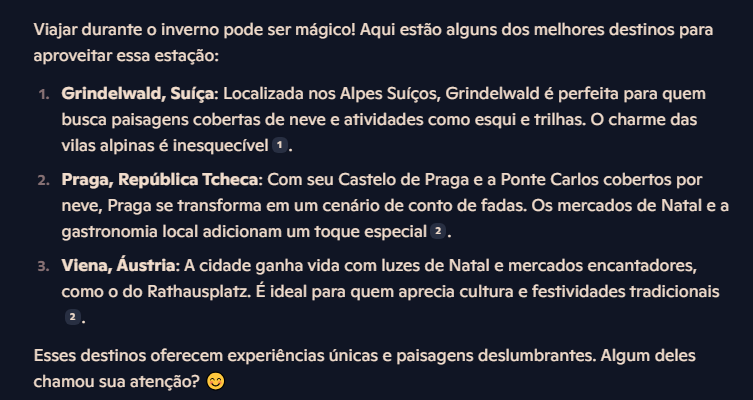 Viajar durante o inverno pode ser mágico! Aqui estão alguns dos melhores destinos para
aproveitar essa estação:
1. Grindelwald, Suíça: Localizada nos Alpes Suíços, Grindelwald é perfeita para quem
busca paisagens cobertas de neve e atividades como esqui e trilhas. O charme das
vilas alpinas é inesquecível 1.
2. Praga, República Tcheca: Com seu Castelo de Praga e a Ponte Carlos cobertos por
neve, Praga se transforma em um cenário de conto de fadas. Os mercados de Natal e a
gastronomia local adicionam um toque especial 2.
3. Viena, Áustria: A cidade ganha vida com luzes de Natal e mercados encantadores,
como o do Rathausplatz. É ideal para quem aprecia cultura e festividades tradicionais
2.
Esses destinos oferecem experiências únicas e paisagens deslumbrantes. Algum deles
chamou sua atenção? 😊